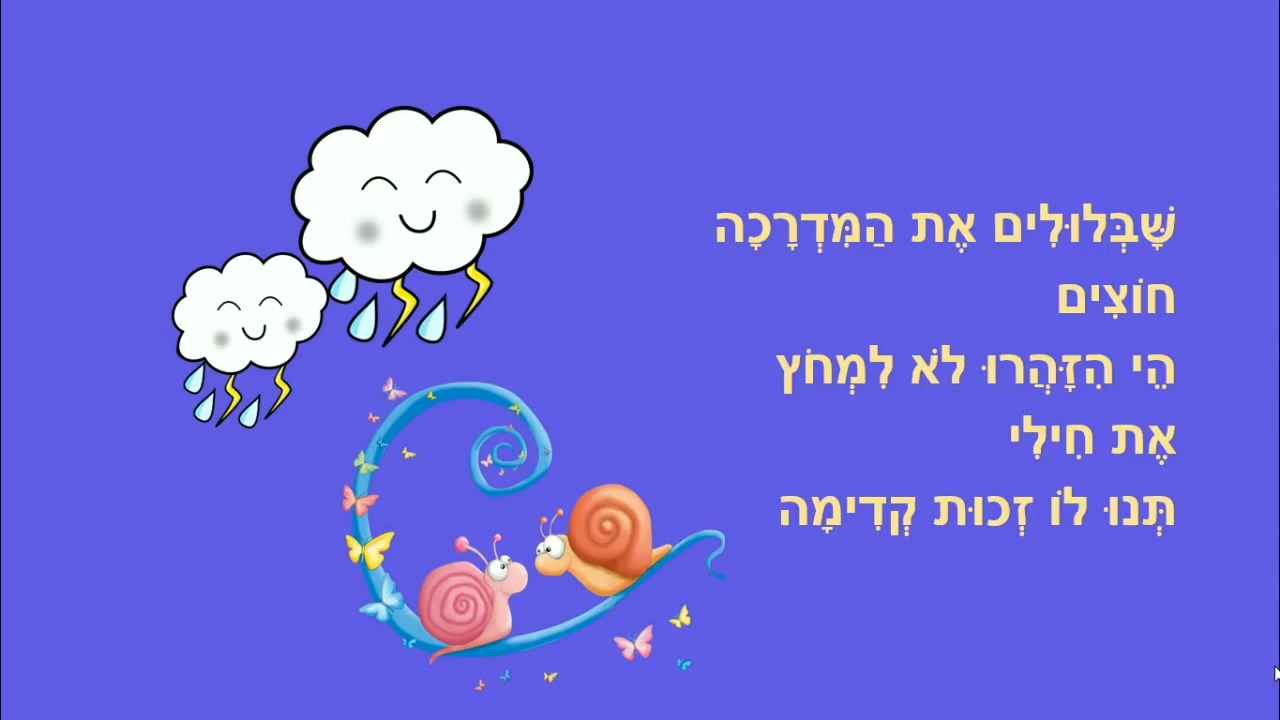 שָּׁבְּלוּלִים אֶת הַמִּדְרָכָה
חוֹצִים
הֵי הִזָּהֲרוּ לֹא לִמְחֹץ
אֶת חִילִי
תְּנוּ לוֹ זְכוּת קְדִימָה